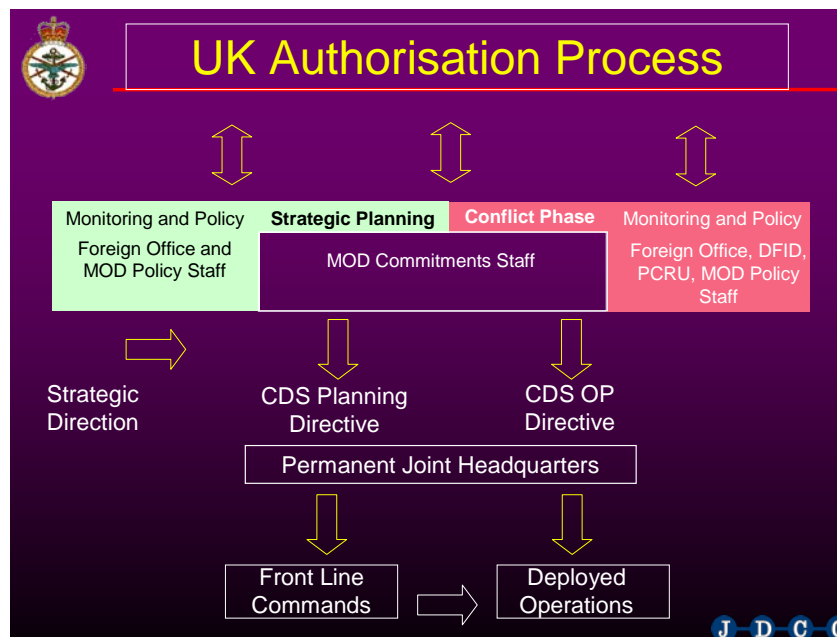 UK Authorisation Process
Monitoring and Policy
Foreign Office and
MOD Policy Staff
Strategic Planning
Conflict Phase
MOD Commitments Staff
Monitoring and Policy
Foreign Office, DFID,
PCRU, MOD Policy
Staff
Strategic
Direction
CDS Planning
Directive
CDS OP
Directive
Permanent Joint Headquarters
Front Line
Commands
Deployed
Operations
J D C